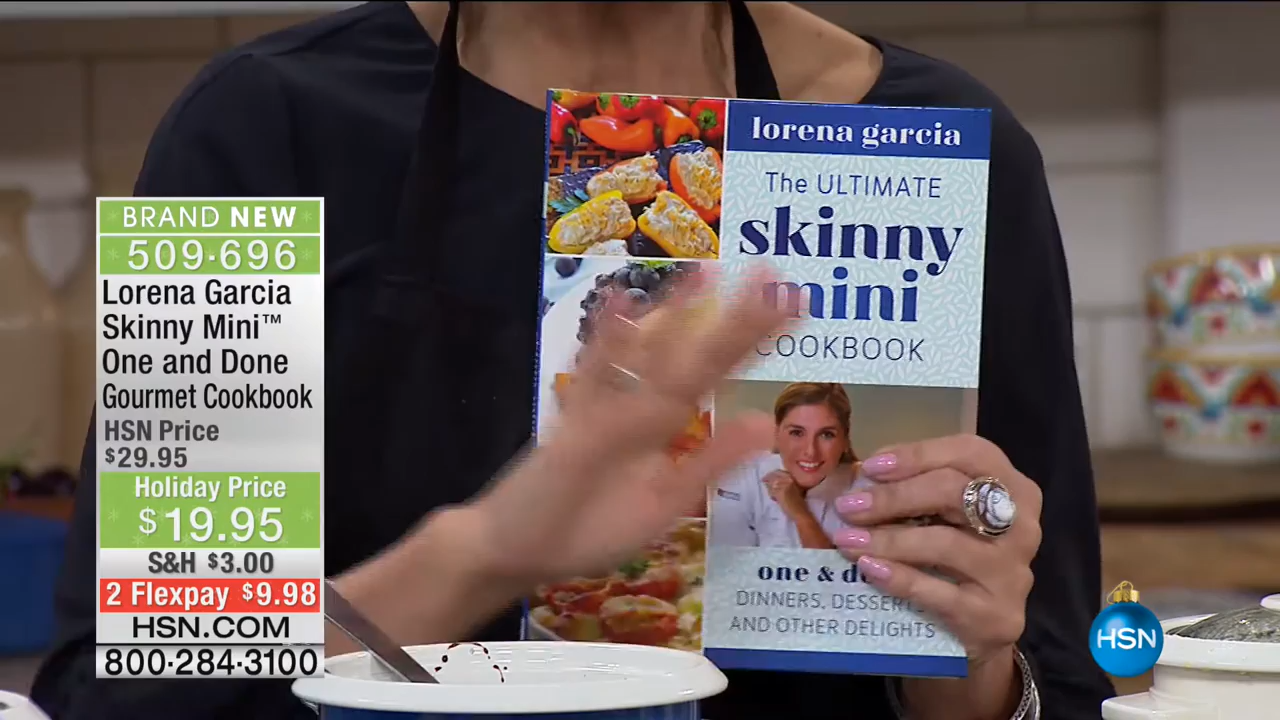 BRAND NEW
509·696
Lorena Garcia
Skinny Mini™
One and Done
Gourmet Cookbook
HSN Price
$29.95
Holiday Price
$19.95
S&H $3.00
2 Flexpay $9.98
HSN.COM
800·284·3100
lorena garcia
The ULTIMATE
skinny
mini
COOKBOOK
one &
DINNERS, DESSERTS
AND OTHER DELIGHTS
HSN